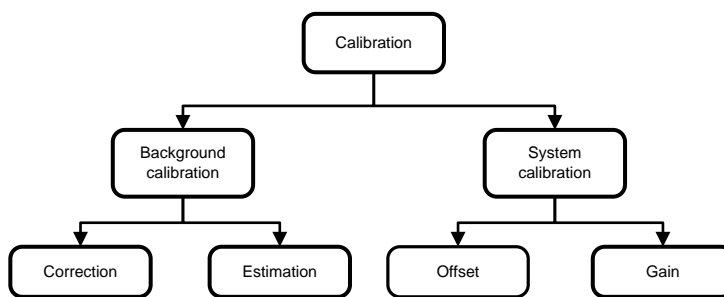 Calibration
Background
calibration
System
calibration
Correction
Estimation
Offset
Gain